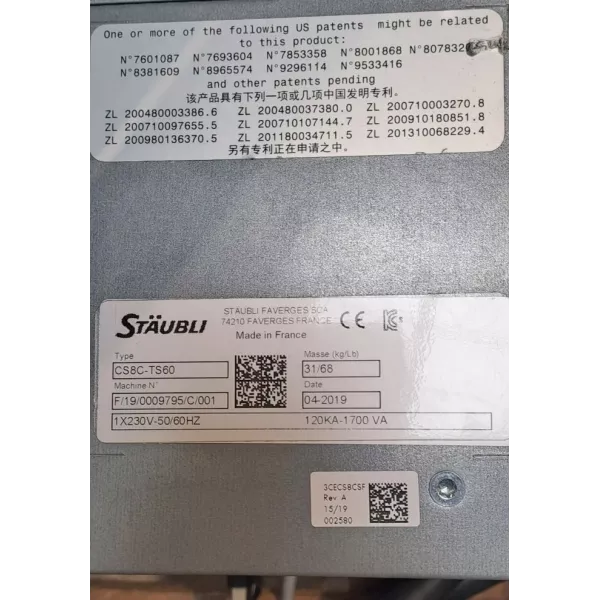 One or more of the following US patents might be related
to this product:
N°7601087 N°7693604 N°7853358 N°8001868
N°8381609 N°8965574 N°9296114 N°9533416
and other patents pending
该产品具有下列一项或几项中国发明专利。
ZL 200480003386.6 ZL 200480037380.0 ZL 200710003270.8
ZL 200710097655.5 ZL 200710107144.7 ZL 200910180851.8
ZL 200980136370.5 ZL 201180034711.5 ZL 201310068229.4
另有专利正在申请之中。
STÄUBLI
STÄUBLI FAVERGES SCA
74210 FAVERGES FRANCE
Made in France
CE
Type
Masse (kg/Lb)
CS8C-TS60
31/68
Machine N°
Date
F/19/0009795/C/001
04-2019
1X230V-50/60HZ
120KA-1700 VA
3CECS8CSF
Rev A
15/19
002580